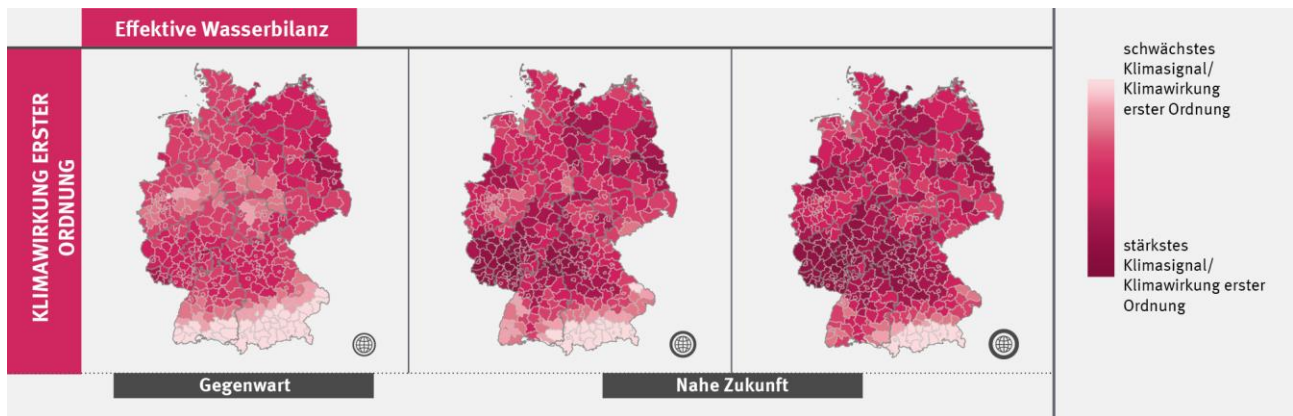 Effektive Wasserbilanz
KLIMAWIRKUNG ERSTER
ORDNUNG
Gegenwart
Nahe Zukunft
schwächstes
Klimasignal/
Klimawirkung
erster Ordnung
stärkstes
Klimasignal/
Klimawirkung erster
Ordnung